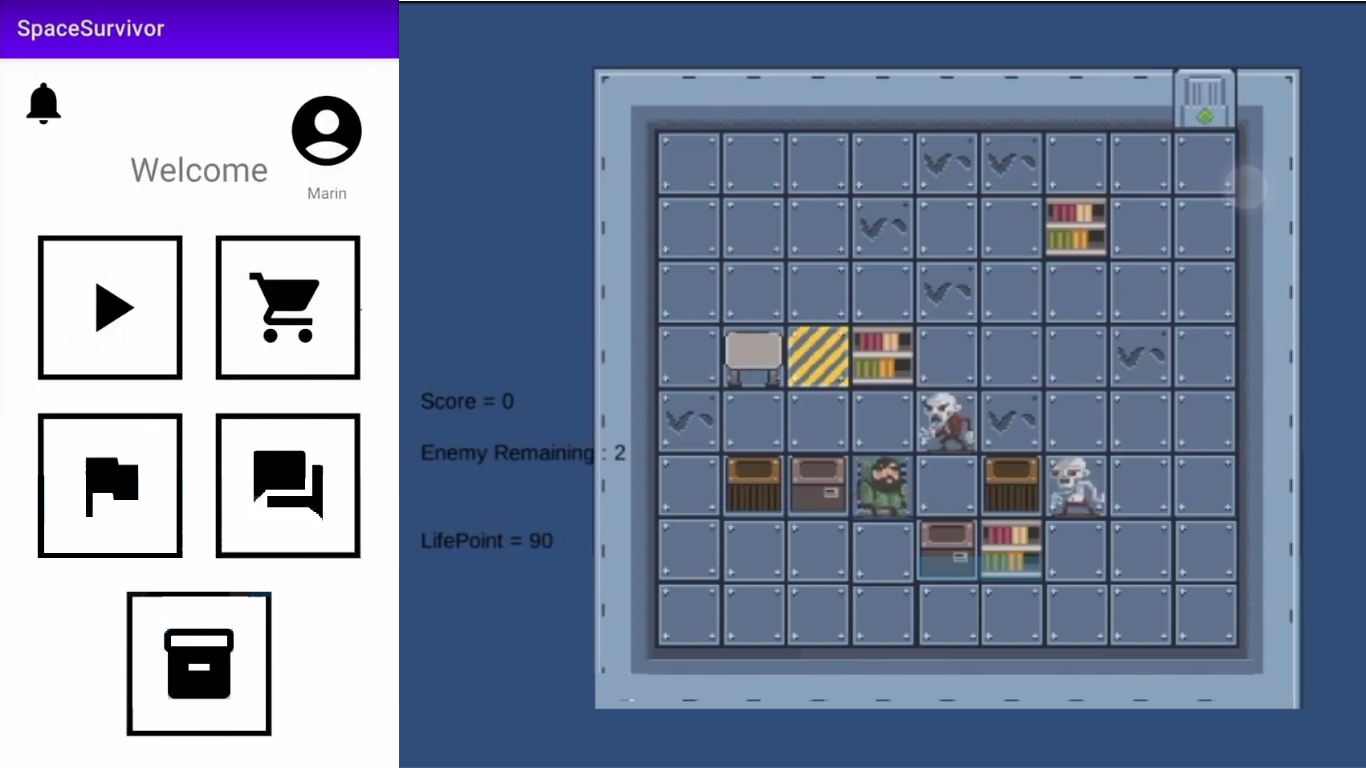 SpaceSurvivor
Welcome
Marin
Score = 0
Enemy Remaining : 2
LifePoint = 90